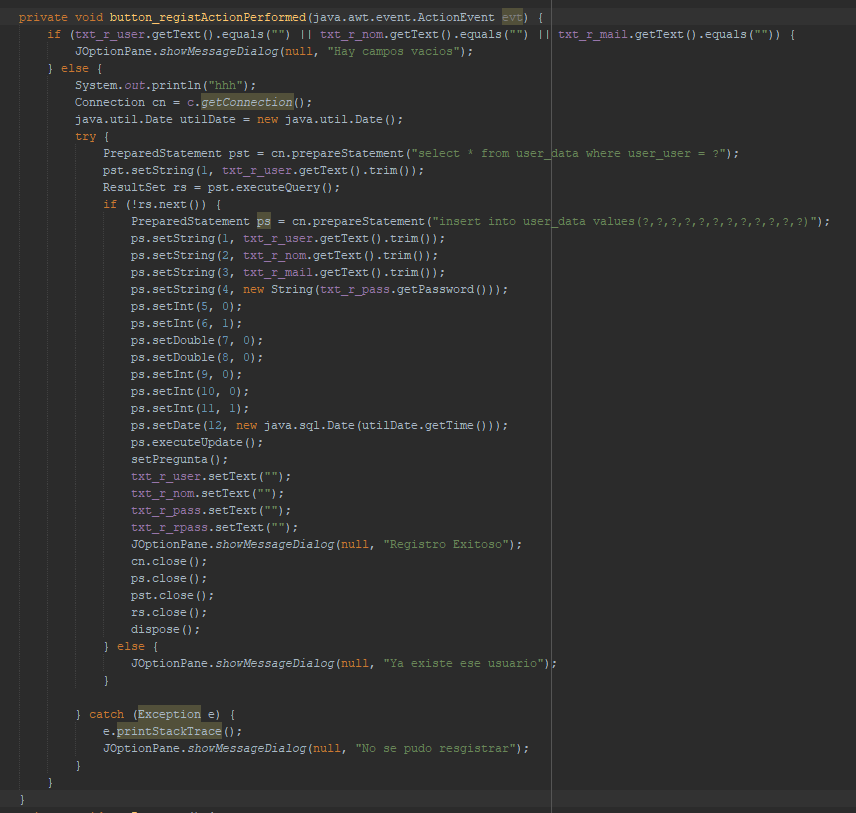 private void button_registActionPerformed(java.awt.event.ActionEvent evt) {
if (txt_r_user.getText().equals("") || txt_r_nom.getText().equals("") || txt_r_mail.getText().equals("")) {
JOptionPane.showMessageDialog(null, "Hay campos vacios");
} else {
System.out.println("hhh");
Connection cn = c.getConnection();
java.util.Date utilDate = new java.util.Date();
try {
PreparedStatement pst = cn.prepareStatement("select * from user_data where user_user = ?");
pst.setString(1, txt_r_user.getText().trim());
ResultSet rs = pst.executeQuery();
if (!rs.next()) {
PreparedStatement ps = cn.prepareStatement("insert into user_data values(?,?,?,?,?,?,?,?,?,?,?,?)");
ps.setString(1, txt_r_user.getText().trim());
ps.setString(2, txt_r_nom.getText().trim());
ps.setString(3, txt_r_mail.getText().trim());
ps.setString(4, new String(txt_r_pass.getPassword()));
ps.setInt(5, 0);
ps.setInt(6, 1);
ps.setDouble(7, 0);
ps.setDouble(8, 0);
ps.setInt(9, 0);
ps.setInt(10, 0);
ps.setInt(11, 1);
ps.setDate(12, new java.sql.Date(utilDate.getTime()));
ps.executeUpdate();
setPregunta();
txt_r_user.setText("");
txt_r_nom.setText("");
txt_r_pass.setText("");
txt_r_rpass.setText("");
JOptionPane.showMessageDialog(null, "Registro Exitoso");
cn.close();
ps.close();
pst.close();
rs.close();
dispose();
} else {
JOptionPane.showMessageDialog(null, "Ya existe ese usuario");
}
} catch (Exception e) {
e.printStackTrace();
JOptionPane.showMessageDialog(null, "No se pudo resgistrar");
}
}
}